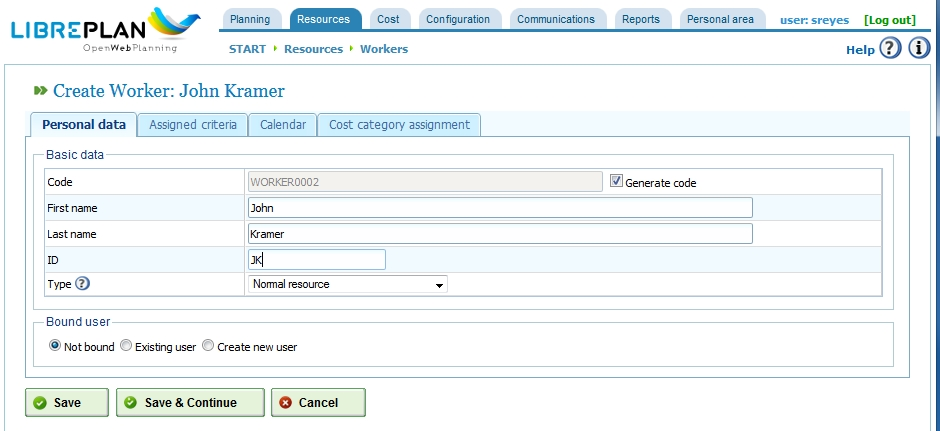 LIBREPLAN
OpenWebPlanning
Planning Resources Cost Configuration Communications Reports Personal area user: sreyes [Log out]
START Resources Workers
Help ? i
Create Worker: John Kramer
Personal data Assigned criteria Calendar Cost category assignment
Basic data
Code WORKER0002 Generate code
First name John
Last name Kramer
ID JK
Type ? Normal resource
Bound user
Not bound Existing user Create new user
Save Save & Continue Cancel